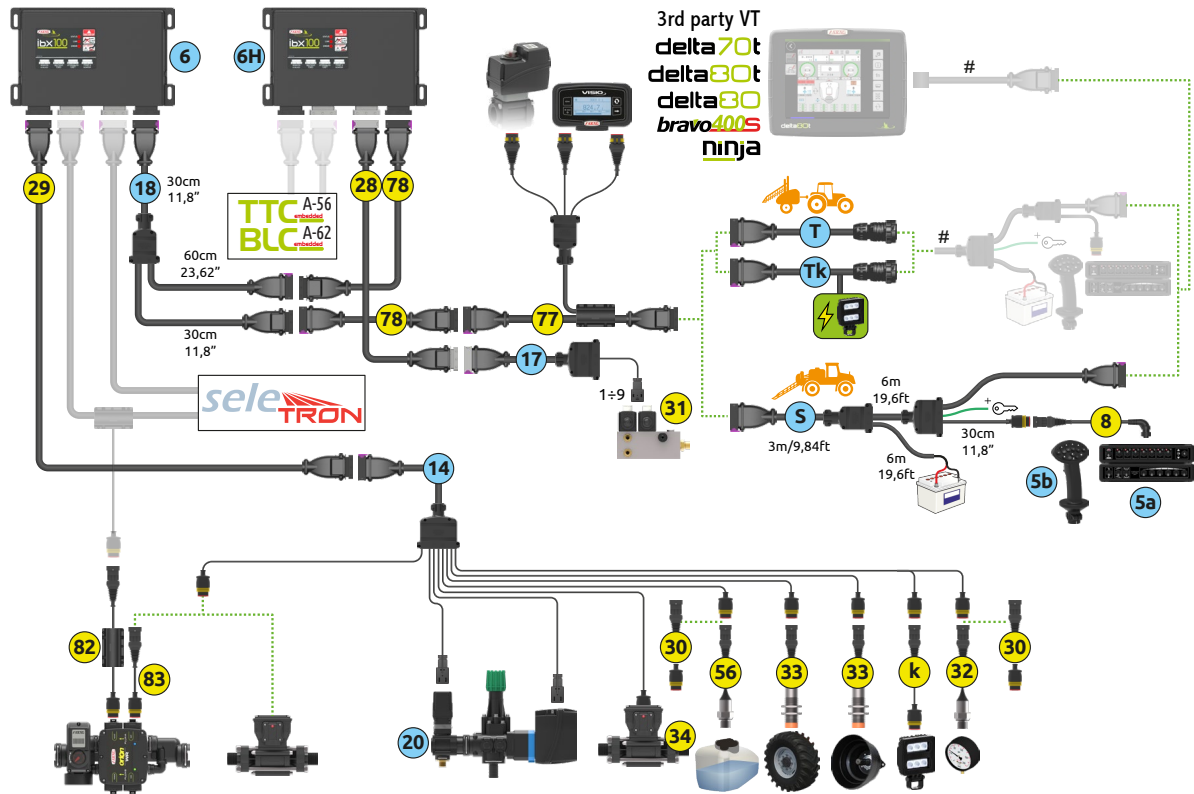 ibx100
6
6H
ibx100
3rd party VT
delta70t
delta80t
delta80
bravo400S
ninja
VISIO
delta80t
#
29
18
30cm
11,8”
28
78
TTC A-56
embedded
BLC A-62
embedded
60cm
23,62”
T
#
+
Tk
30cm
11,8”
78
77
17
1÷9
31
seleTRON
S
3m/9,84ft
6m
19,6ft
+
30cm
11,8”
8
6m
19,6ft
5b
5a
14
82
83
30
56
33
33
k
32
30
20
34
orion